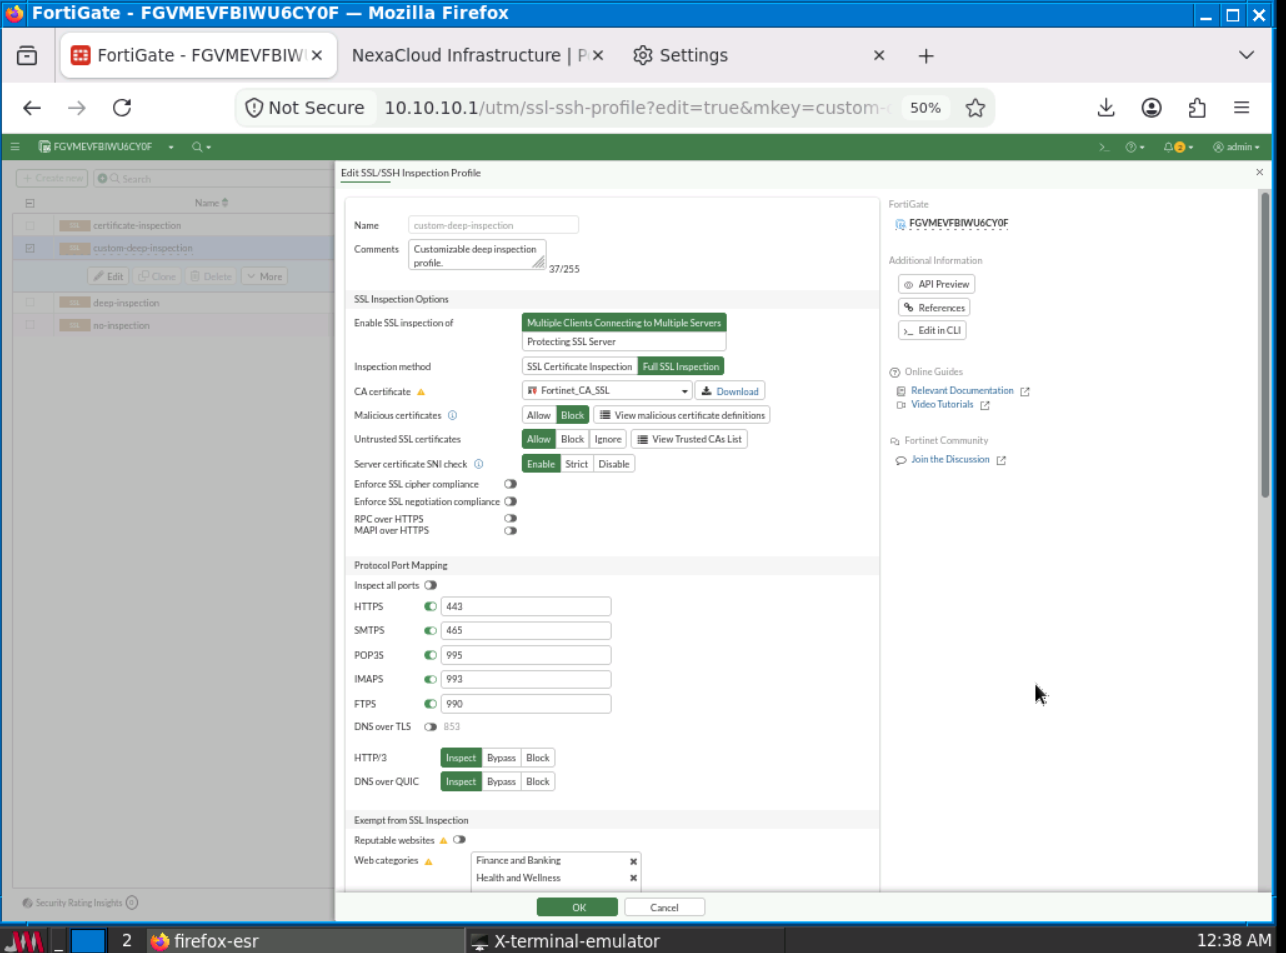 FortiGate - FGVMEVFBIWU6CY0F — Mozilla Firefox
FortiGate - FGVMEVFBIW
NexaCloud Infrastructure | P
Settings
Not Secure
10.10.10.1/utm/ssl-ssh-profile?edit=true&mkey=custom-
50%
FGVMEVFBIWU6CY0F
2
admin
Edit SSL/SSH Inspection Profile
+ Create new
Search
Name
SSL certificate-inspection
SSL custom-deep-inspection
Edit
Clone
Delete
More
SSL deep-inspection
SSL no-inspection
Security Rating Insights 0
Name
custom-deep-inspection
Comments
Customizable deep inspection
profile.
37/255
SSL Inspection Options
Enable SSL inspection of
Multiple Clients Connecting to Multiple Servers
Protecting SSL Server
Inspection method
SSL Certificate Inspection
Full SSL Inspection
CA certificate
Fortinet_CA_SSL
Download
Malicious certificates
Allow
Block
View malicious certificate definitions
Untrusted SSL certificates
Allow
Block
Ignore
View Trusted CAs List
Server certificate SNI check
Enable
Strict
Disable
Enforce SSL cipher compliance
Enforce SSL negotiation compliance
RPC over HTTPS
MAPI over HTTPS
Protocol Port Mapping
Inspect all ports
HTTPS
443
SMTPS
465
POP3S
995
IMAPS
993
FTPS
990
DNS over TLS
853
HTTP/3
Inspect
Bypass
Block
DNS over QUIC
Inspect
Bypass
Block
Exempt from SSL Inspection
Reputable websites
Web categories
Finance and Banking
Health and Wellness
OK
Cancel
FortiGate
FGVMEVFBIWU6CY0F
Additional Information
API Preview
References
Edit in CLI
Online Guides
Relevant Documentation
Video Tutorials
Fortinet Community
Join the Discussion
2
firefox-esr
X-terminal-emulator
12:38 AM